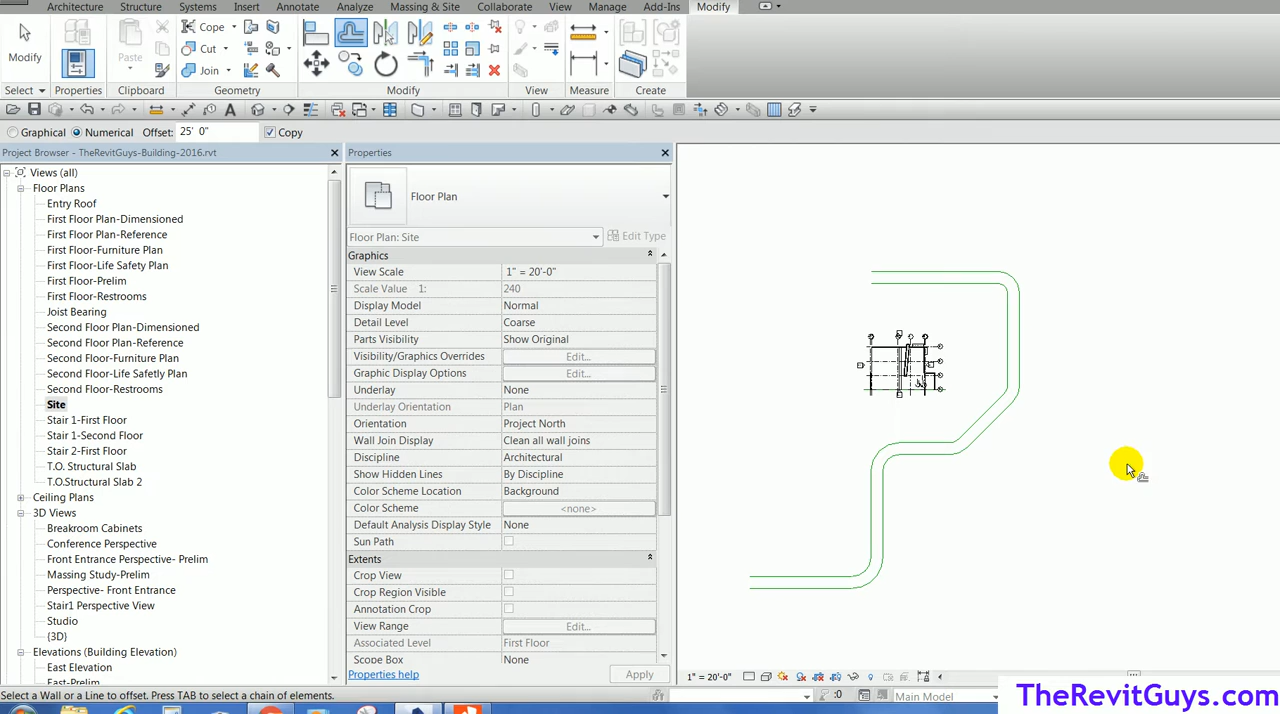 Architecture Structure Systems Insert Annotate Analyze Massing & Site Collaborate View Manage Add-Ins Modify
Modify
Paste
Cope
Cut
Join
Select Properties Clipboard Geometry Modify View Measure Create
Graphical Numerical Offset: 25' 0" Copy
Project Browser - TheRevitGuys-Building-2016.rvt
Views (all)
Floor Plans
Entry Roof
First Floor Plan-Dimensioned
First Floor Plan-Reference
First Floor-Furniture Plan
First Floor-Life Safety Plan
First Floor-Prelim
First Floor-Restrooms
Joist Bearing
Second Floor Plan-Dimensioned
Second Floor Plan-Reference
Second Floor-Furniture Plan
Second Floor-Life Safetly Plan
Second Floor-Restrooms
Site
Stair 1-First Floor
Stair 1-Second Floor
Stair 2-First Floor
T.O. Structural Slab
T.O.Structural Slab 2
Ceiling Plans
3D Views
Breakroom Cabinets
Conference Perspective
Front Entrance Perspective- Prelim
Massing Study-Prelim
Perspective- Front Entrance
Stair1 Perspective View
Studio
{3D}
Elevations (Building Elevation)
East Elevation
East-Prelim
Properties
Floor Plan
Floor Plan: Site Edit Type
Graphics
View Scale 1" = 20'-0"
Scale Value 1: 240
Display Model Normal
Detail Level Coarse
Parts Visibility Show Original
Visibility/Graphics Overrides Edit...
Graphic Display Options Edit...
Underlay None
Underlay Orientation Plan
Orientation Project North
Wall Join Display Clean all wall joins
Discipline Architectural
Show Hidden Lines By Discipline
Color Scheme Location Background
Color Scheme <none>
Default Analysis Display Style None
Sun Path
Extents
Crop View
Crop Region Visible
Annotation Crop
View Range Edit...
Associated Level First Floor
Scope Box None
Properties help Apply
1" = 20'-0"
Select a Wall or a Line to offset. Press TAB to select a chain of elements. :0 Main Model
TheRevitGuys.com